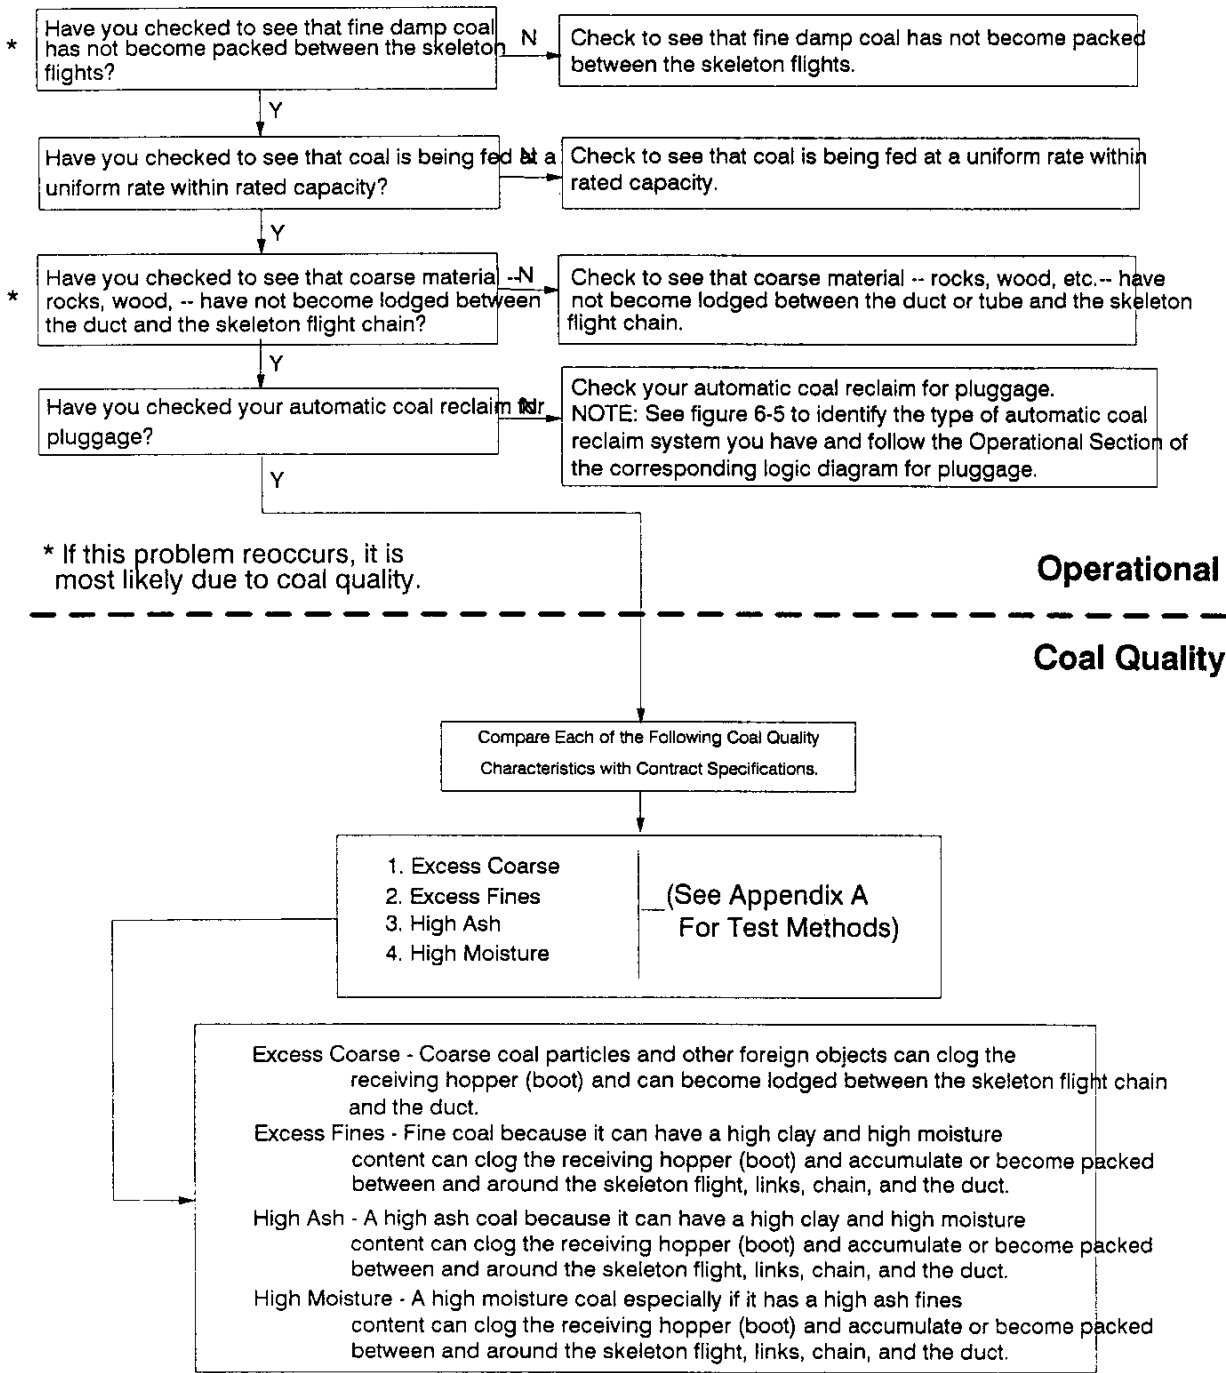 Have you checked to see that fine damp coal
* has not become packed between the skeleton
flights?
N
Check to see that fine damp coal has not become packed
between the skeleton flights.
Y
Have you checked to see that coal is being fed at a
uniform rate within rated capacity?
N
Check to see that coal is being fed at a uniform rate within
rated capacity.
Y
Have you checked to see that coarse material --
* rocks, wood, -- have not become lodged between
the duct and the skeleton flight chain?
N
Check to see that coarse material -- rocks, wood, etc.-- have
not become lodged between the duct or tube and the skeleton
flight chain.
Y
Have you checked your automatic coal reclaim for
pluggage?
N
Check your automatic coal reclaim for pluggage.
NOTE: See figure 6-5 to identify the type of automatic coal
reclaim system you have and follow the Operational Section of
the corresponding logic diagram for pluggage.
Y
* If this problem reoccurs, it is
most likely due to coal quality.
Operational
Coal Quality
Compare Each of the Following Coal Quality
Characteristics with Contract Specifications.
1. Excess Coarse
2. Excess Fines
3. High Ash
4. High Moisture
(See Appendix A
For Test Methods)
Excess Coarse - Coarse coal particles and other foreign objects can clog the
receiving hopper (boot) and can become lodged between the skeleton flight chain
and the duct.
Excess Fines - Fine coal because it can have a high clay and high moisture
content can clog the receiving hopper (boot) and accumulate or become packed
between and around the skeleton flight, links, chain, and the duct.
High Ash - A high ash coal because it can have a high clay and high moisture
content can clog the receiving hopper (boot) and accumulate or become packed
between and around the skeleton flight, links, chain, and the duct.
High Moisture - A high moisture coal especially if it has a high ash fines
content can clog the receiving hopper (boot) and accumulate or become packed
between and around the skeleton flight, links, chain, and the duct.